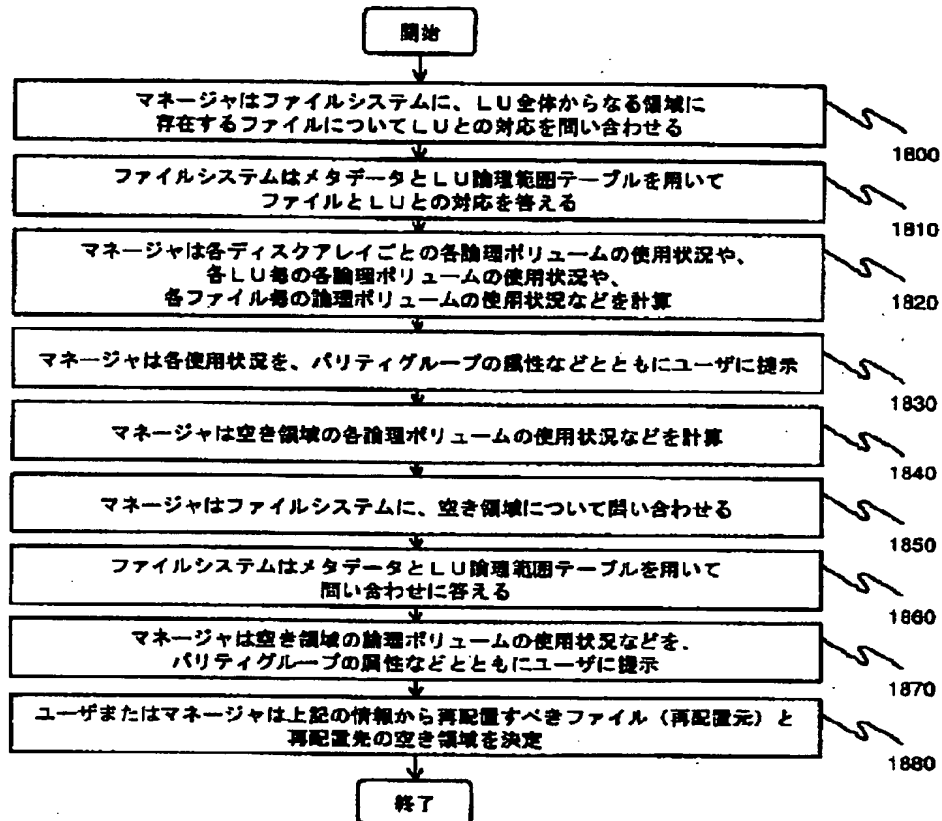 開始
マネージャはファイルシステムに、LU全体からなる領域に
存在するファイルについてLUとの対応を問い合わせる
1800
ファイルシステムはメタデータとLU論理範囲テーブルを用いて
ファイルとLUとの対応を答える
1810
マネージャは各ディスクアレイごとの各論理ボリュームの使用状況や、
各LU毎の各論理ボリュームの使用状況や、
各ファイル毎の論理ボリュームの使用状況などを計算
1820
マネージャは各使用状況を、パリティグループの属性などとともにユーザに提示
1830
マネージャは空き領域の各論理ボリュームの使用状況などを計算
1840
マネージャはファイルシステムに、空き領域について問い合わせる
1850
ファイルシステムはメタデータとLU論理範囲テーブルを用いて
問い合わせに答える
1860
マネージャは空き領域の論理ボリュームの使用状況などを、
パリティグループの属性などとともにユーザに提示
1870
ユーザまたはマネージャは上記の情報から再配置すべきファイル（再配置元）と
再配置先の空き領域を決定
1880
終了